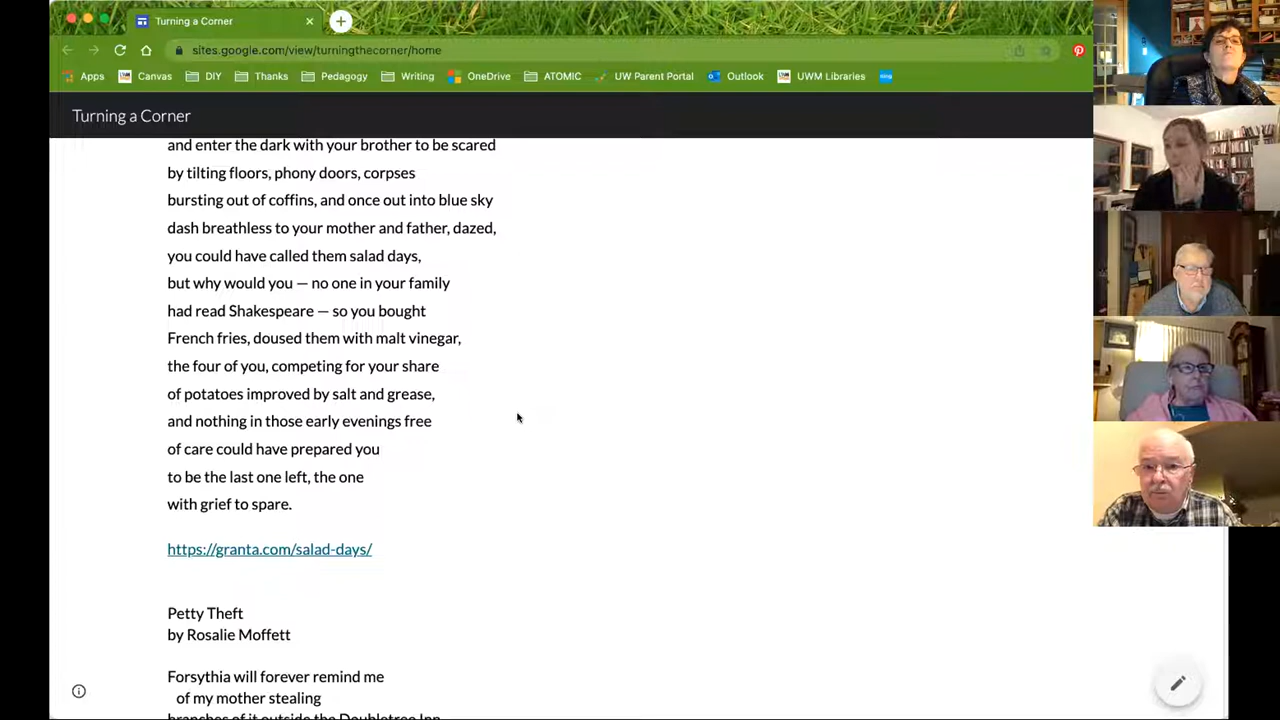 Turning a Corner
sites.google.com/view/turningthecorner/home
Apps
Canvas
DIY
Thanks
Pedagogy
Writing
OneDrive
ATOMIC
UW Parent Portal
Outlook
UWM Libraries
Turning a Corner
and enter the dark with your brother to be scared
by tilting floors, phony doors, corpses
bursting out of coffins, and once out into blue sky
dash breathless to your mother and father, dazed,
you could have called them salad days,
but why would you — no one in your family
had read Shakespeare — so you bought
French fries, doused them with malt vinegar,
the four of you, competing for your share
of potatoes improved by salt and grease,
and nothing in those early evenings free
of care could have prepared you
to be the last one left, the one
with grief to spare.
https://granta.com/salad-days/
Petty Theft
by Rosalie Moffett
Forsythia will forever remind me
of my mother stealing
branches of it outside the Doubletree Inn